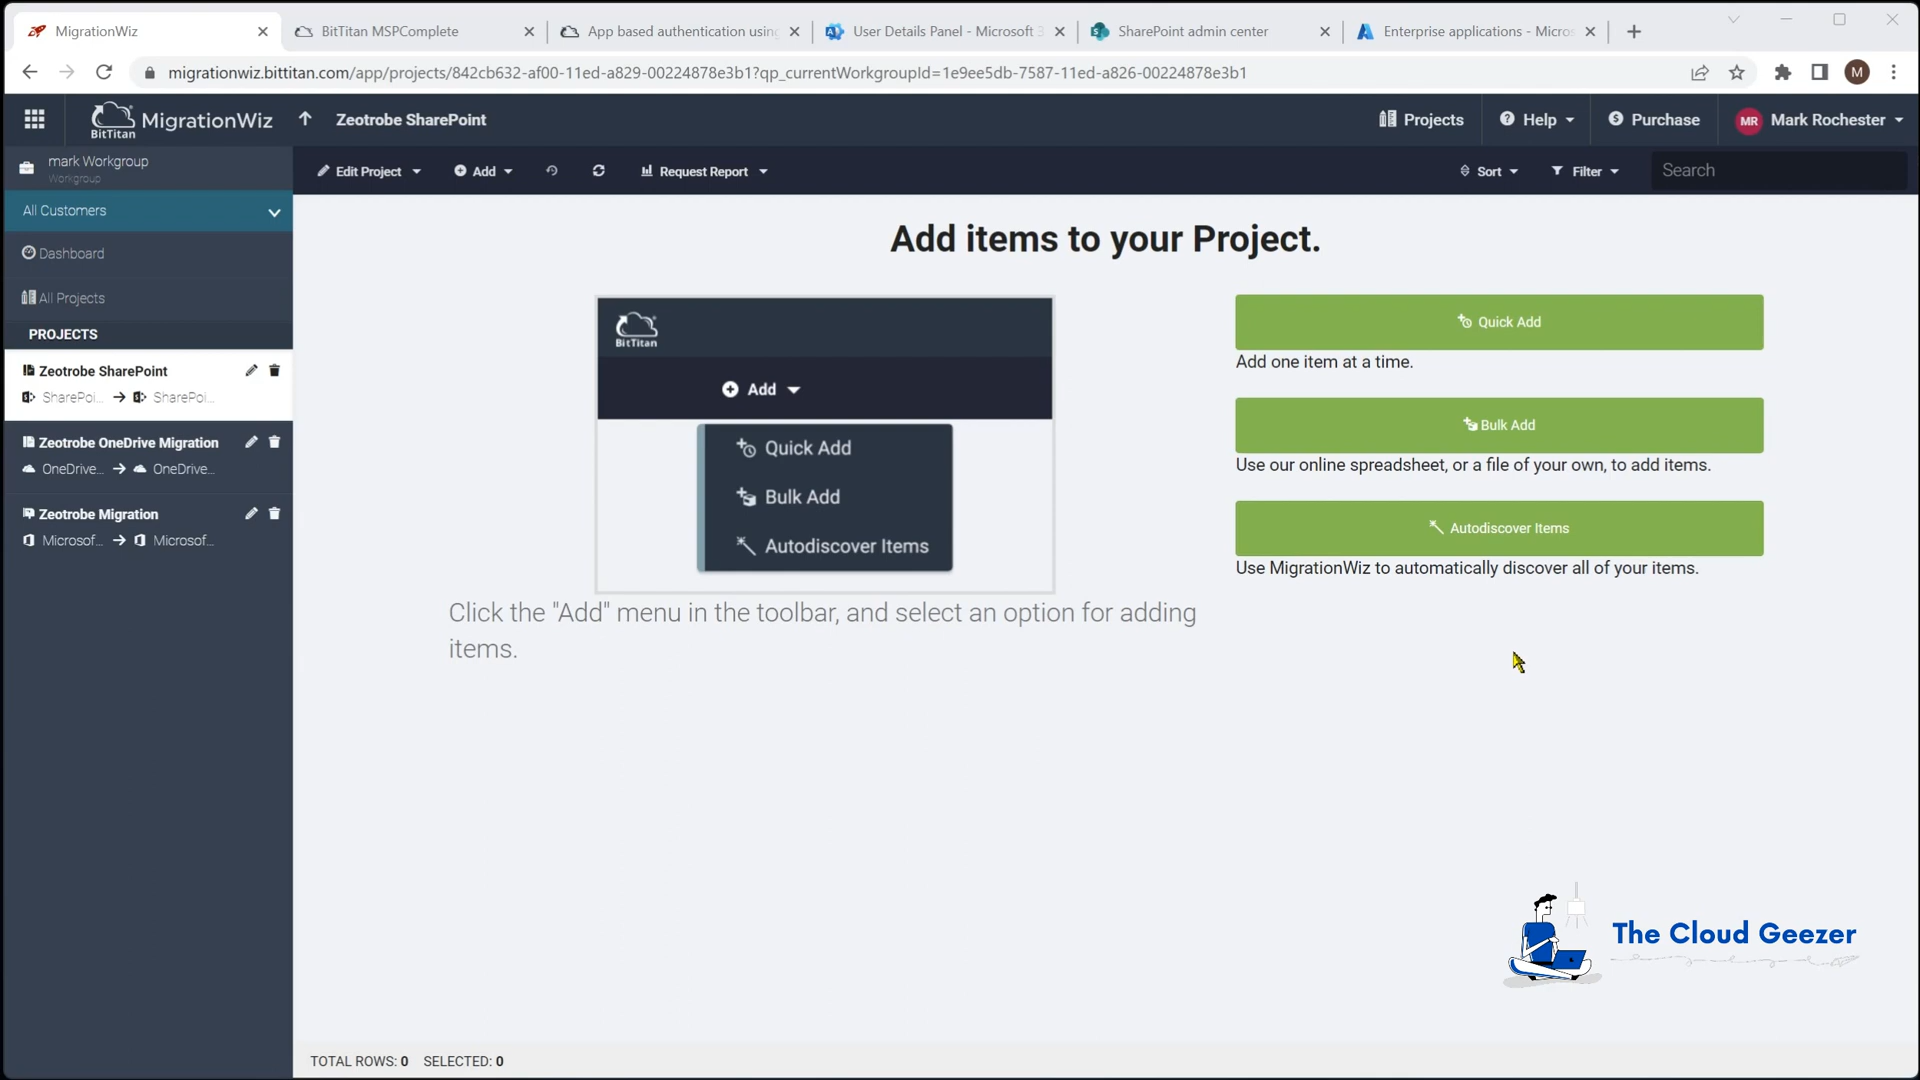 MigrationWiz
BitTitan MSPComplete
App based authentication using
User Details Panel - Microsoft 3
SharePoint admin center
Enterprise applications - Micros
migrationwiz.bittitan.com/app/projects/842cb632-af00-11ed-a829-00224878e3b1?qp_currentWorkgroupId=1e9ee5db-7587-11ed-a826-00224878e3b1
M
BitTitan
MigrationWiz
Zeotrobe SharePoint
Projects
Help
Purchase
MR
Mark Rochester
mark Workgroup
Workgroup
Edit Project
Add
Request Report
Sort
Filter
Search
All Customers
Dashboard
All Projects
PROJECTS
Zeotrobe SharePoint
SharePoi... → SharePoi...
Zeotrobe OneDrive Migration
OneDrive... → OneDrive...
Zeotrobe Migration
Microsof... → Microsof...
Add items to your Project.
BitTitan
Add
Quick Add
Bulk Add
Autodiscover Items
Click the "Add" menu in the toolbar, and select an option for adding
items.
Quick Add
Add one item at a time.
Bulk Add
Use our online spreadsheet, or a file of your own, to add items.
Autodiscover Items
Use MigrationWiz to automatically discover all of your items.
The Cloud Geezer
TOTAL ROWS: 0 SELECTED: 0